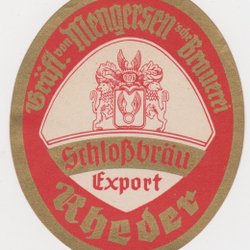 Gräfl. von Mengersen'sche Brauerei
Schloßbräu
Export
Rheder